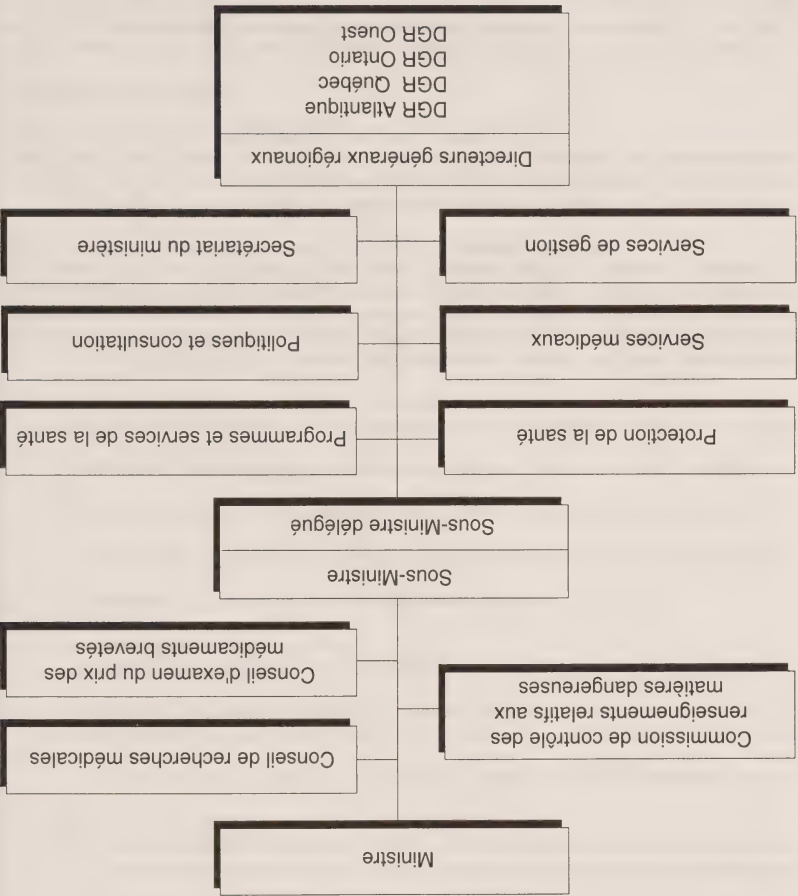 Ministre
Commission de contrôle des
renseignements relatifs aux
matières dangereuses
Conseil de recherches médicales
Conseil d'examen du prix des
médicaments brevetés
Sous-Ministre
Sous-Ministre délégué
Protection de la santé
Programmes et services de la santé
Services médicaux
Politiques et consultation
Services de gestion
Secrétariat du ministère
Directeurs généraux régionaux
DGR Atlantique
DGR Québec
DGR Ontario
DGR Ouest